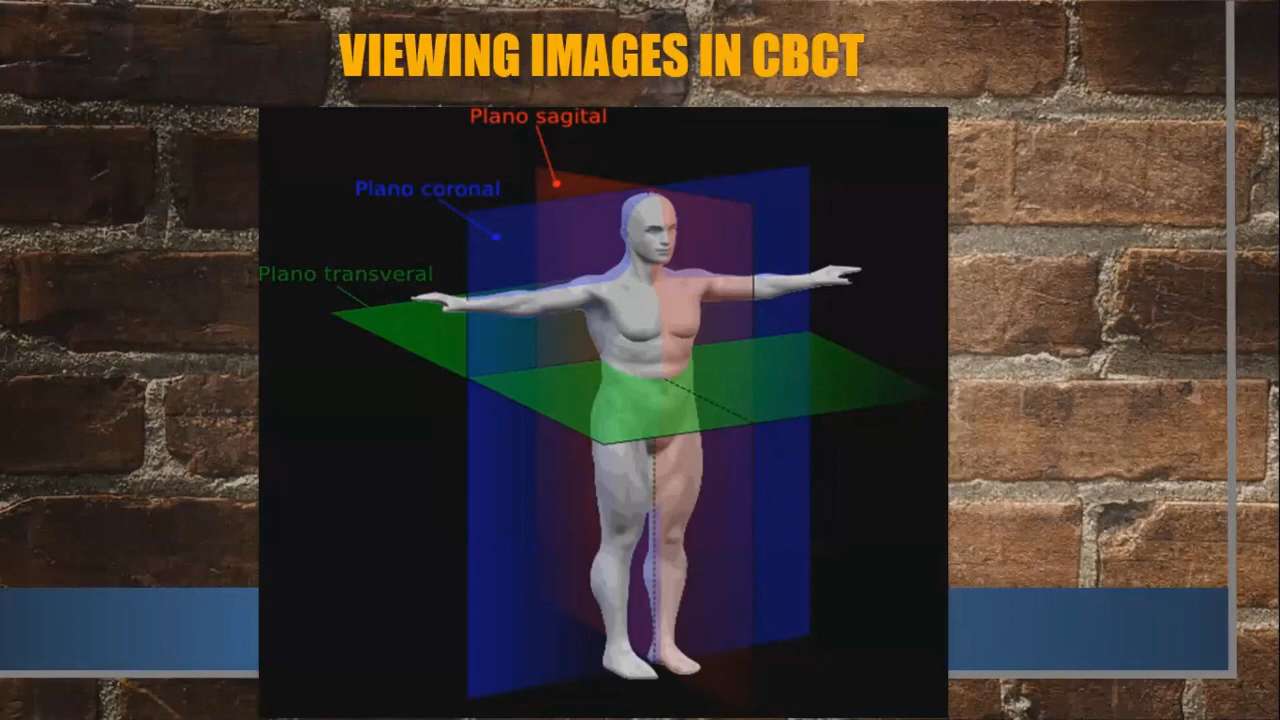 VIEWING IMAGES IN CBCT
Plano sagital
Plano coronal
Plano transveral